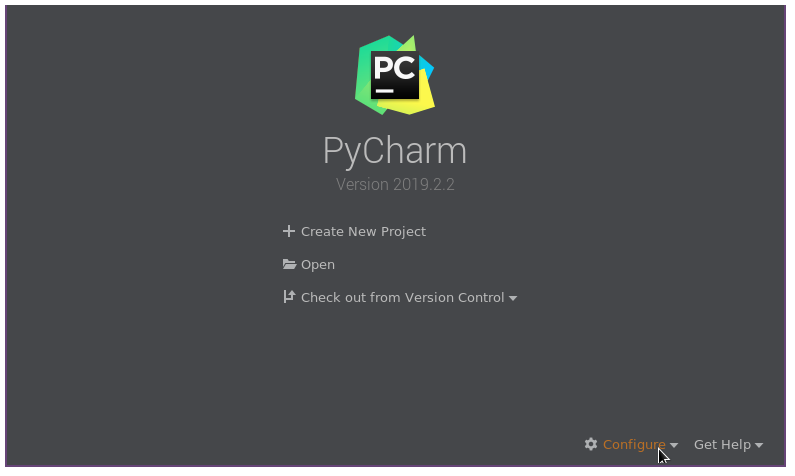 PC
PyCharm
Version 2019.2.2
Create New Project
Open
Check out from Version Control
Configure
Get Help